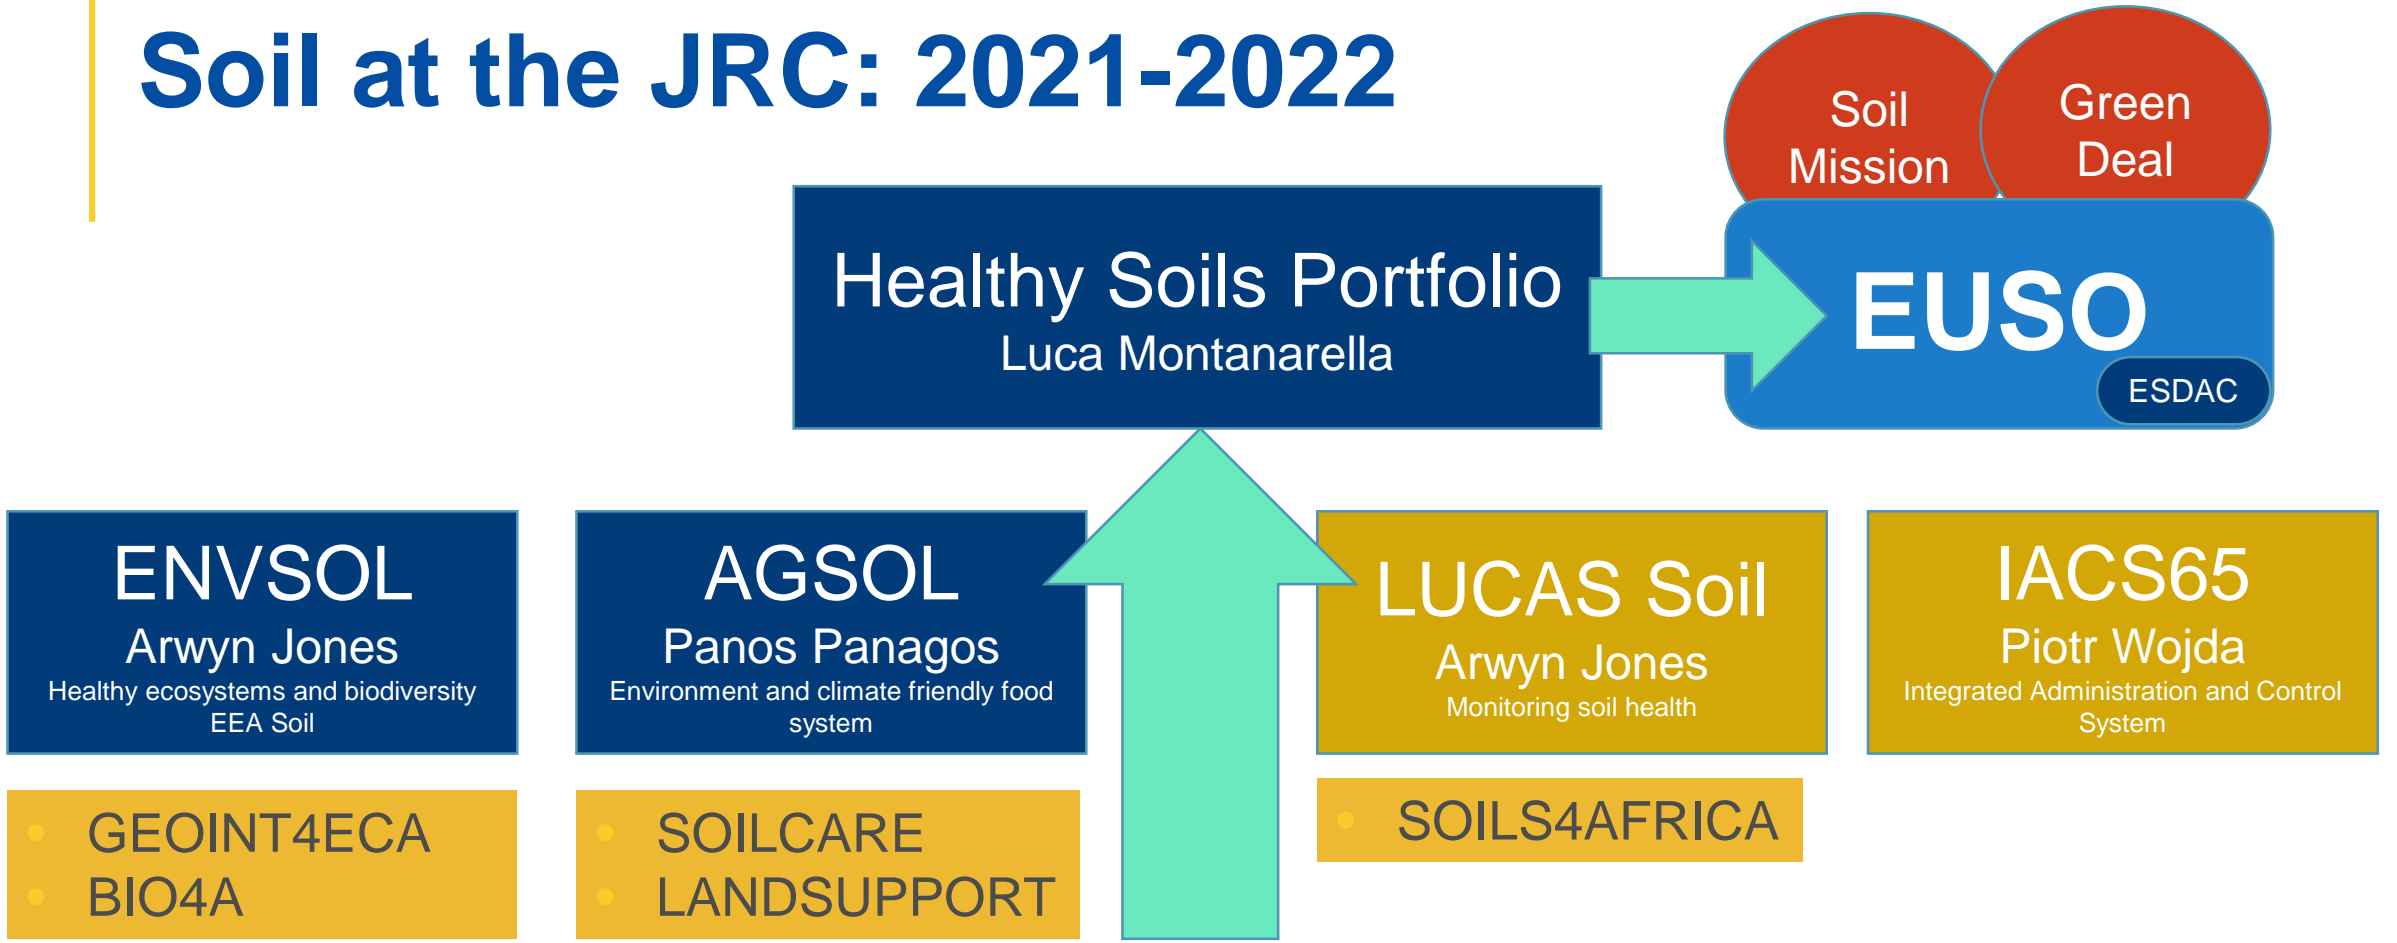 Soil at the JRC: 2021-2022
Soil
Mission
Green
Deal
Healthy Soils Portfolio
Luca Montanarella
EUSO
ESDAC
ENVSOL
Arwyn Jones
Healthy ecosystems and biodiversity
EEA Soil
AGSOL
Panos Panagos
Environment and climate friendly food
system
LUCAS Soil
Arwyn Jones
Monitoring soil health
IACS65
Piotr Wojda
Integrated Administration and Control
System
• GEOINT4ECA
• BIO4A
• SOILCARE
• LANDSUPPORT
• SOILS4AFRICA